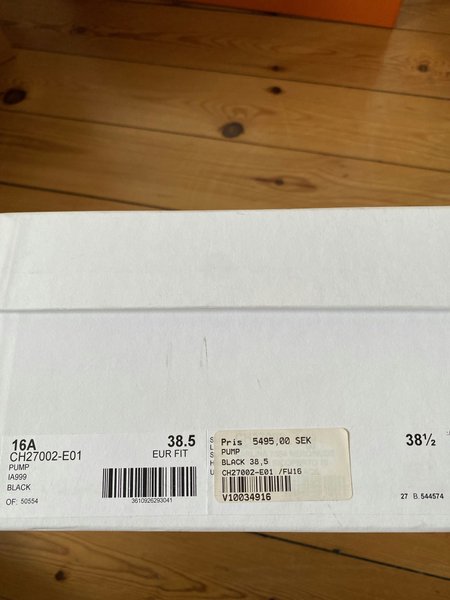 16A
38.5
CH27002-E01
EUR FIT
PUMP
IA999
BLACK
OF: 50554
3610926293041
Pris 5495,00 SEK
PUMP
BLACK 38,5
CH27002-E01 /FW16
V10034916
38½
27 B. 544574